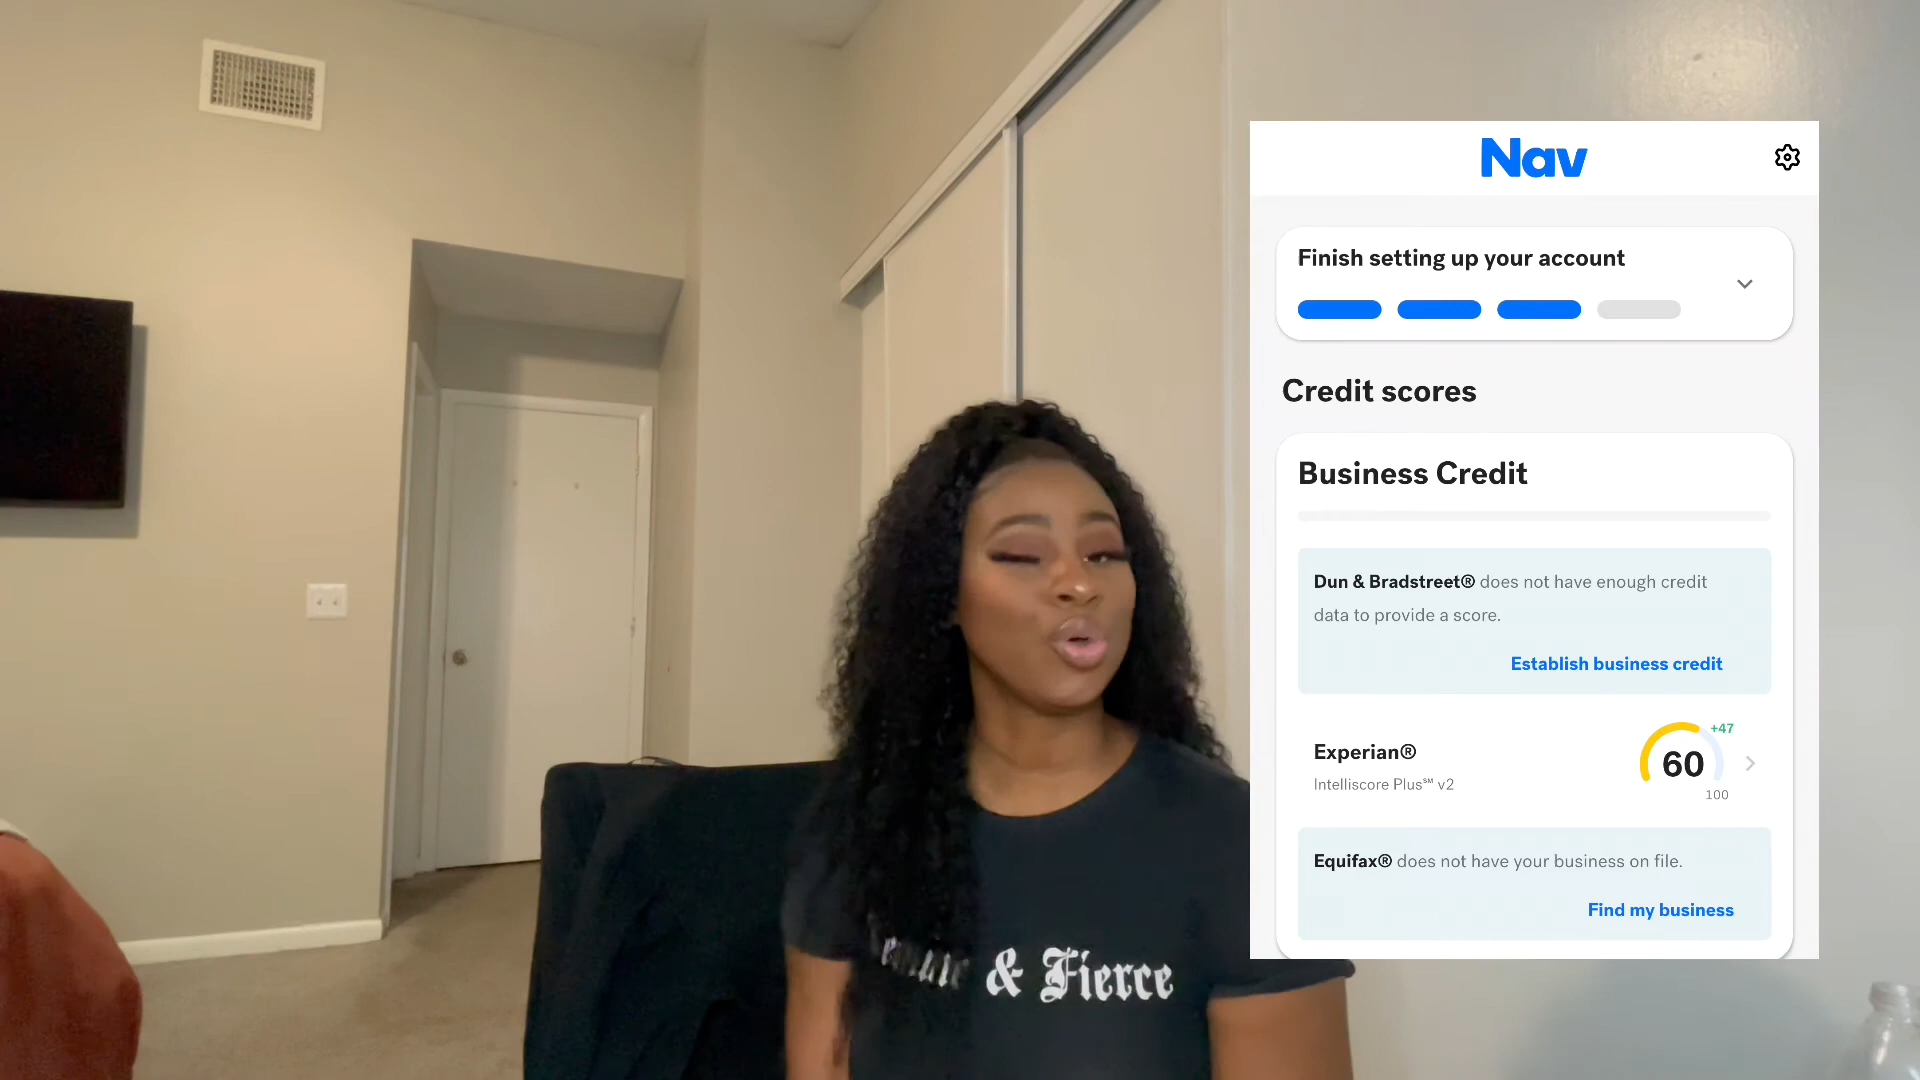 Nav
Finish setting up your account
Credit scores
Business Credit
Dun & Bradstreet® does not have enough credit
data to provide a score.
Establish business credit
+47
Experian®
60
Intelliscore Plus℠ v2
100
Equifax® does not have your business on file.
Find my business
& Fierce